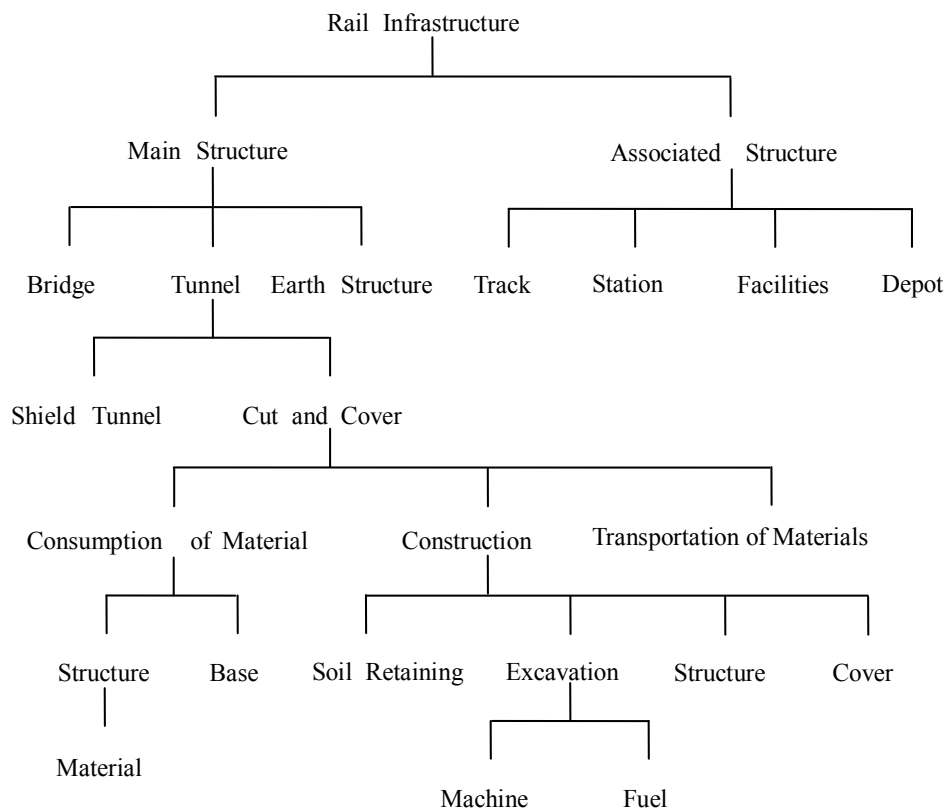 Rail Infrastructure
Main Structure
Associated Structure
Bridge
Tunnel
Earth Structure
Track
Station
Facilities
Depot
Shield Tunnel
Cut and Cover
Consumption of Material
Construction
Transportation of Materials
Structure
Base
Soil Retaining
Excavation
Structure
Cover
Material
Machine
Fuel